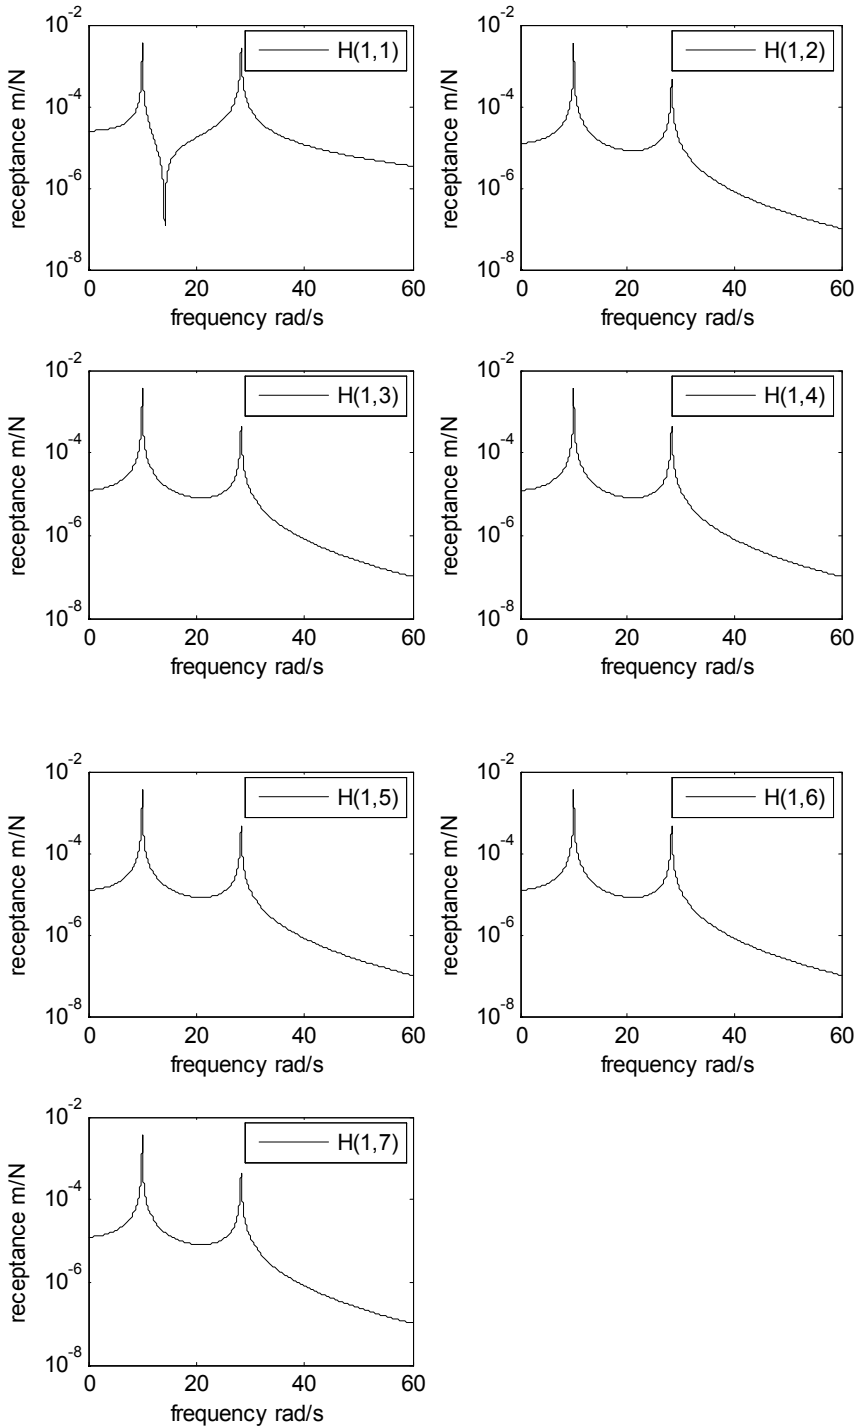 10-2
10-4
10-6
10-8
receptance m/N
H(1,1)
0 20 40 60
frequency rad/s
10-2
10-4
10-6
10-8
receptance m/N
H(1,2)
0 20 40 60
frequency rad/s
10-2
10-4
10-6
10-8
receptance m/N
H(1,3)
0 20 40 60
frequency rad/s
10-2
10-4
10-6
10-8
receptance m/N
H(1,4)
0 20 40 60
frequency rad/s
10-2
10-4
10-6
10-8
receptance m/N
H(1,5)
0 20 40 60
frequency rad/s
10-2
10-4
10-6
10-8
receptance m/N
H(1,6)
0 20 40 60
frequency rad/s
10-2
10-4
10-6
10-8
receptance m/N
H(1,7)
0 20 40 60
frequency rad/s